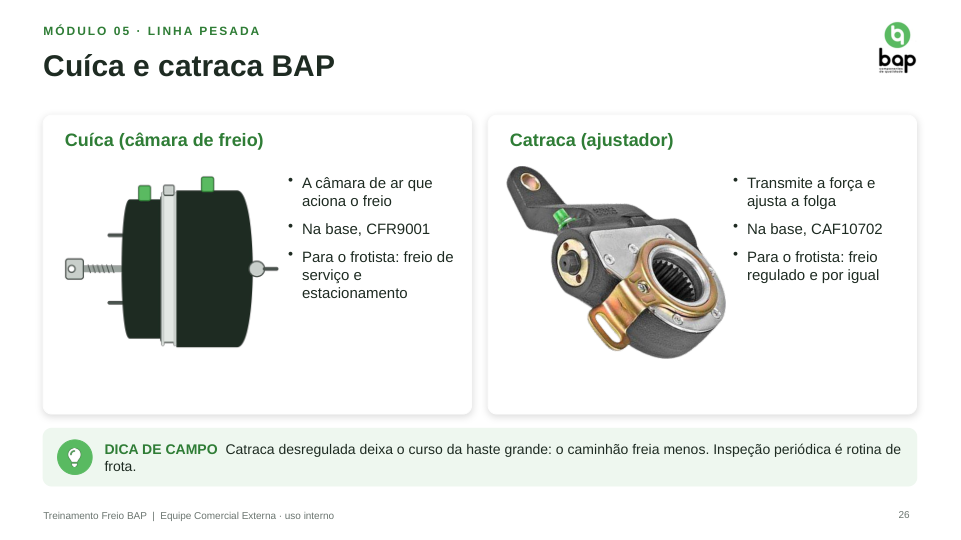 MÓDULO 05 · LINHA PESADA
Cuíca e catraca BAP
bap
Cuíca (câmara de freio)
• A câmara de ar que
aciona o freio
• Na base, CFR9001
• Para o frotista: freio de
serviço e
estacionamento
Catraca (ajustador)
• Transmite a força e
ajusta a folga
• Na base, CAF10702
• Para o frotista: freio
regulado e por igual
DICA DE CAMPO Catraca desregulada deixa o curso da haste grande: o caminhão freia menos. Inspeção periódica é rotina de
frota.
Treinamento Freio BAP | Equipe Comercial Externa · uso interno
26